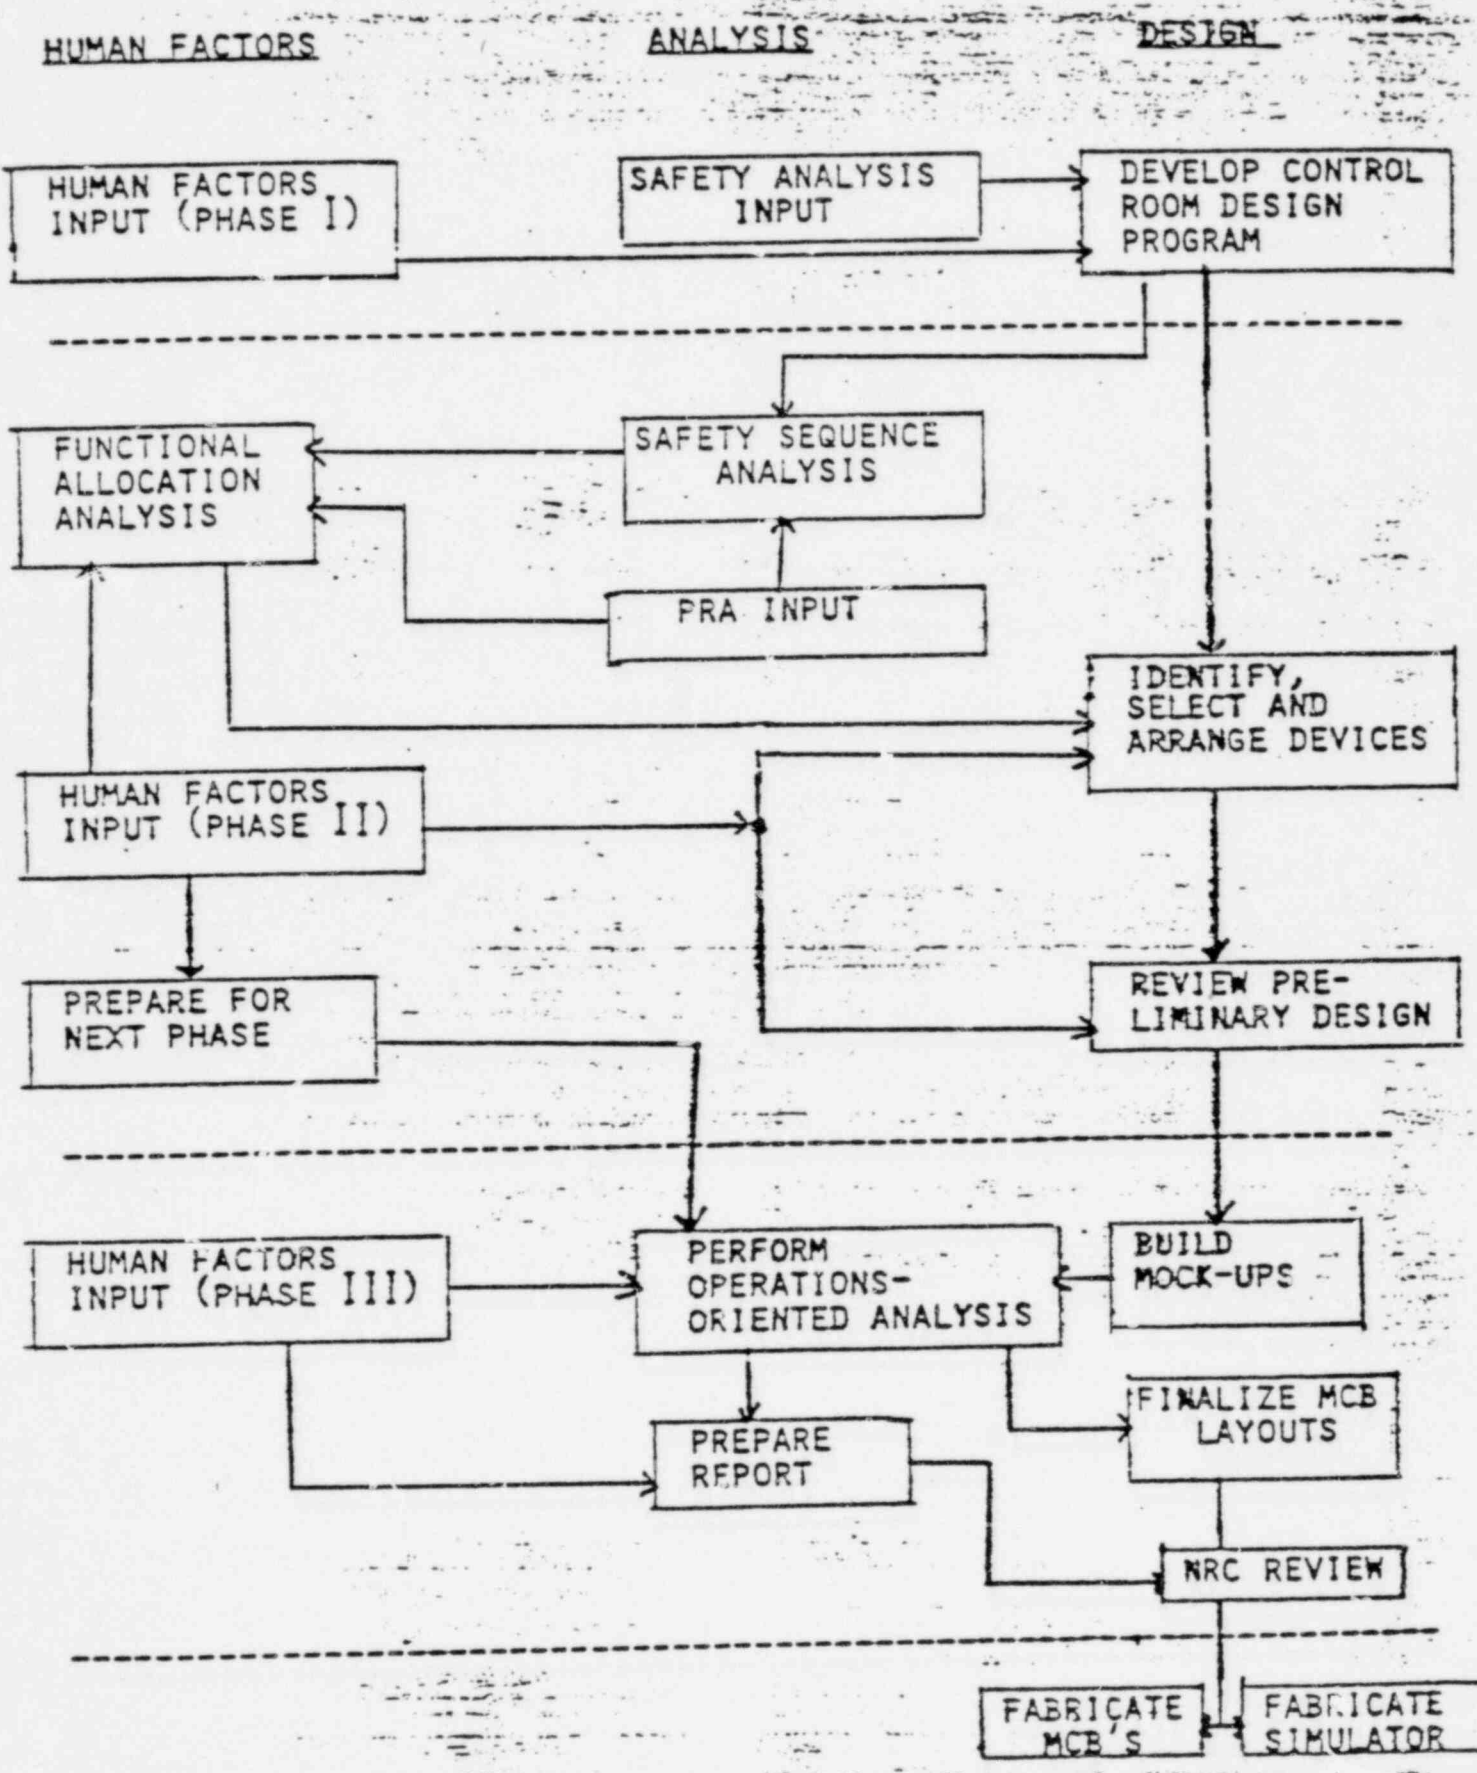 HUMAN FACTORS
ANALYSIS
DESIGN
HUMAN FACTORS
INPUT (PHASE I)
SAFETY ANALYSIS
INPUT
DEVELOP CONTROL
ROOM DESIGN
PROGRAM
FUNCTIONAL
ALLOCATION
ANALYSIS
SAFETY SEQUENCE
ANALYSIS
PRA INPUT
IDENTIFY,
SELECT AND
ARRANGE DEVICES
HUMAN FACTORS
INPUT (PHASE II)
PREPARE FOR
NEXT PHASE
REVIEW PRE-
LIMINARY DESIGN
HUMAN FACTORS
INPUT (PHASE III)
PERFORM
OPERATIONS-
ORIENTED ANALYSIS
BUILD
MOCK-UPS
FINALIZE MCB
LAYOUTS
PREPARE
REPORT
NRC REVIEW
FABRICATE
MCB'S
FABRICATE
SIMULATOR